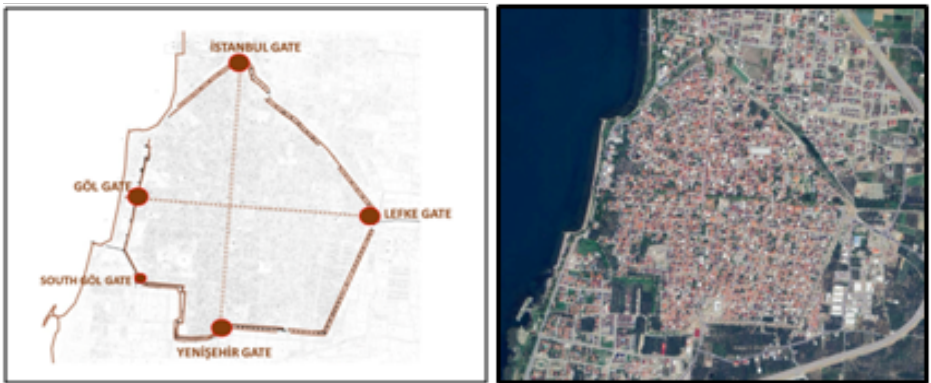 İSTANBUL GATE
GÖL GATE
LEFKE GATE
SOUTH GÖL GATE
YENİŞEHİR GATE